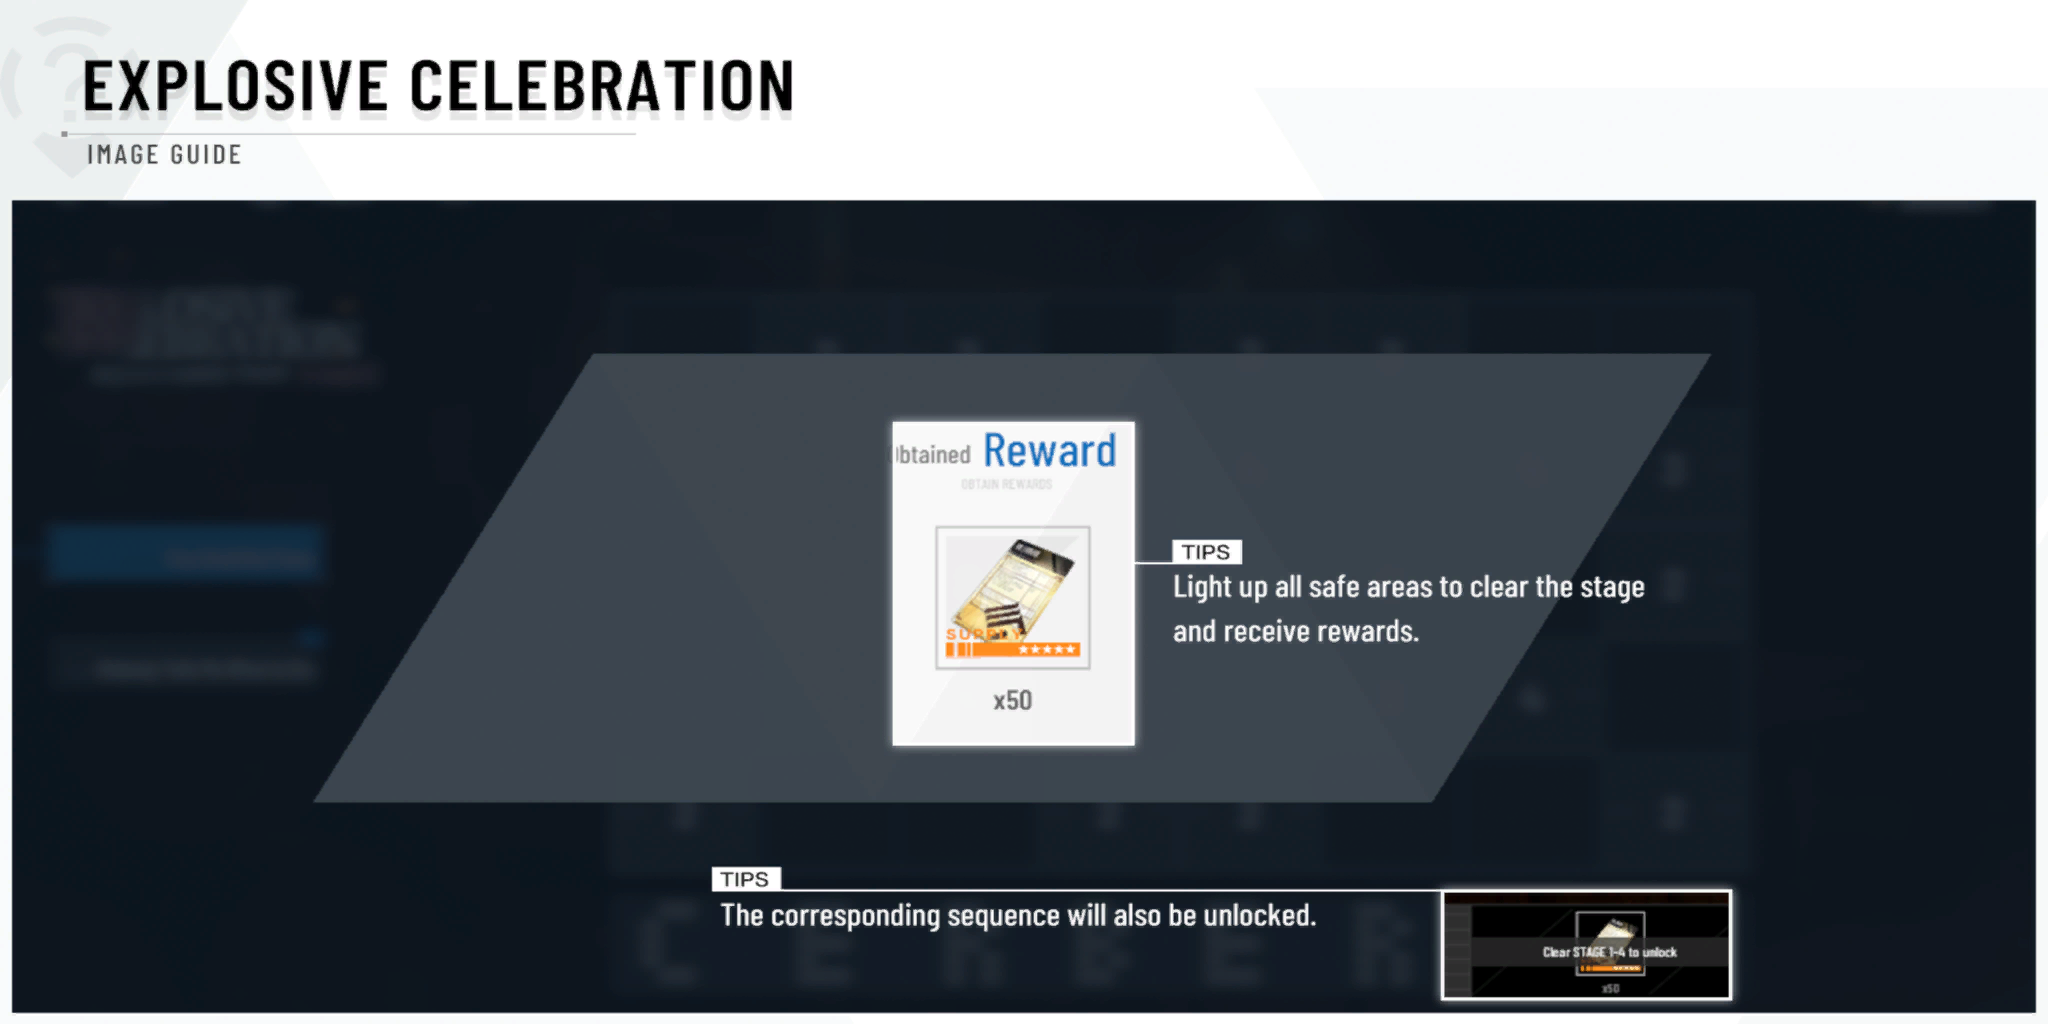 EXPLOSIVE CELEBRATION
IMAGE GUIDE
Obtained Reward
OBTAIN REWARDS
SUPPLY
x50
TIPS
Light up all safe areas to clear the stage
and receive rewards.
TIPS
The corresponding sequence will also be unlocked.
C E R B E R
Clear STAGE 1-4 to unlock
x50